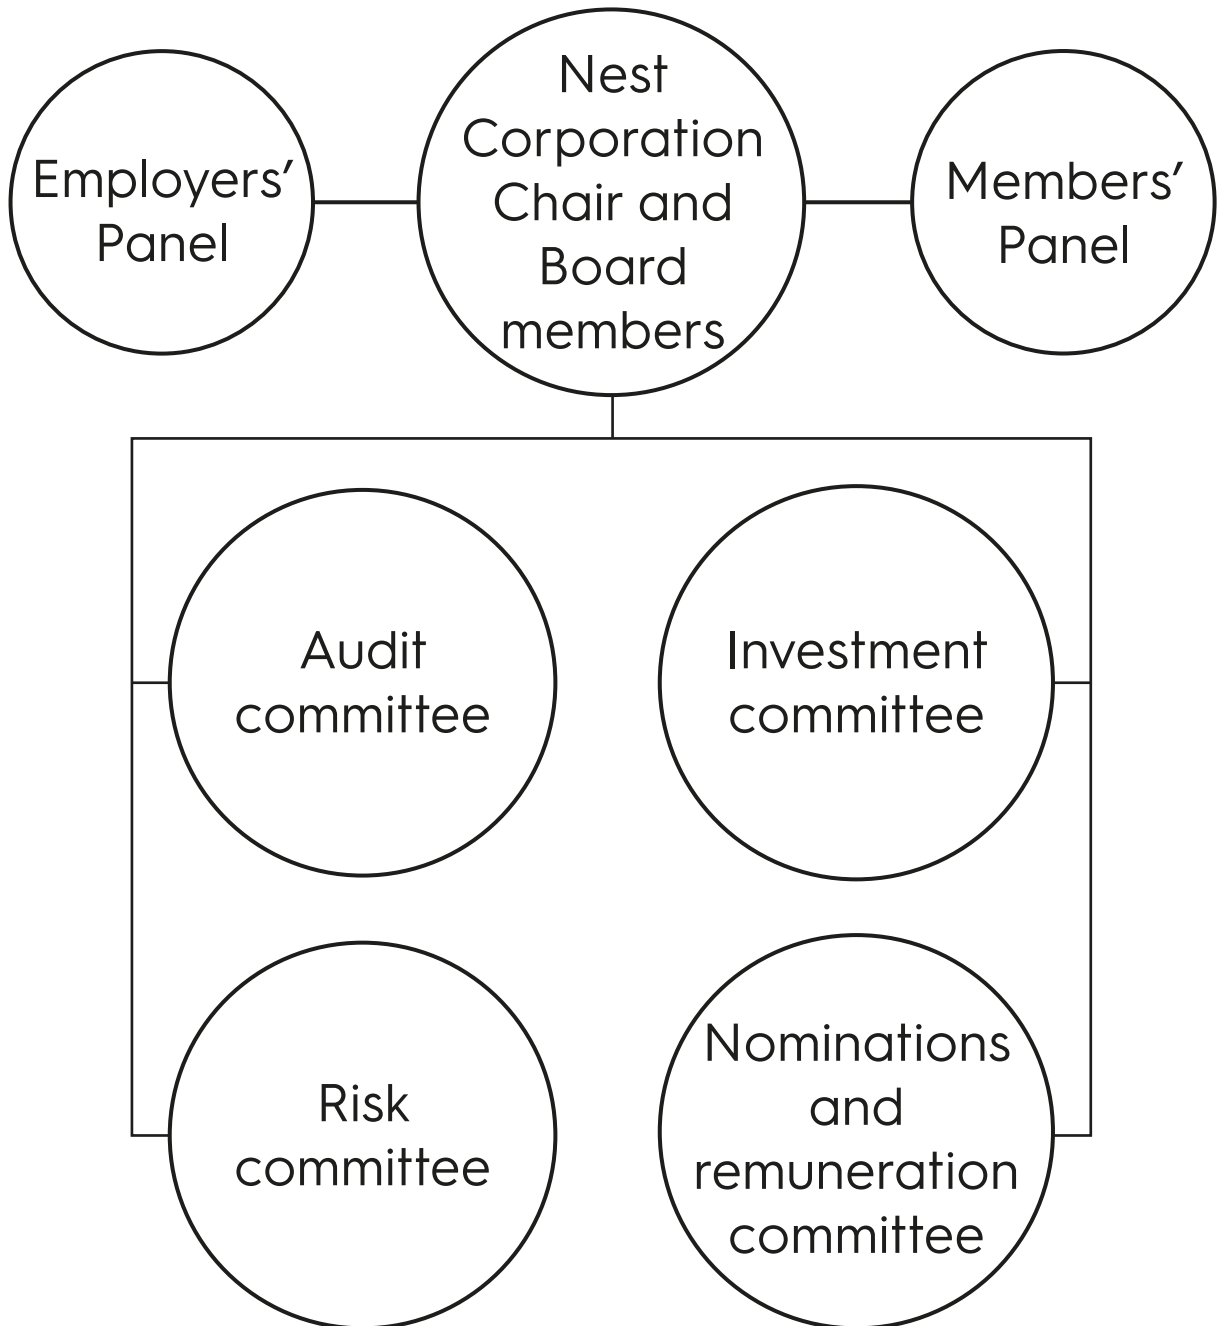 Nest
Corporation
Chair and
Board
members
Employers’
Panel
Members’
Panel
Audit
committee
Investment
committee
Risk
committee
Nominations
and
remuneration
committee